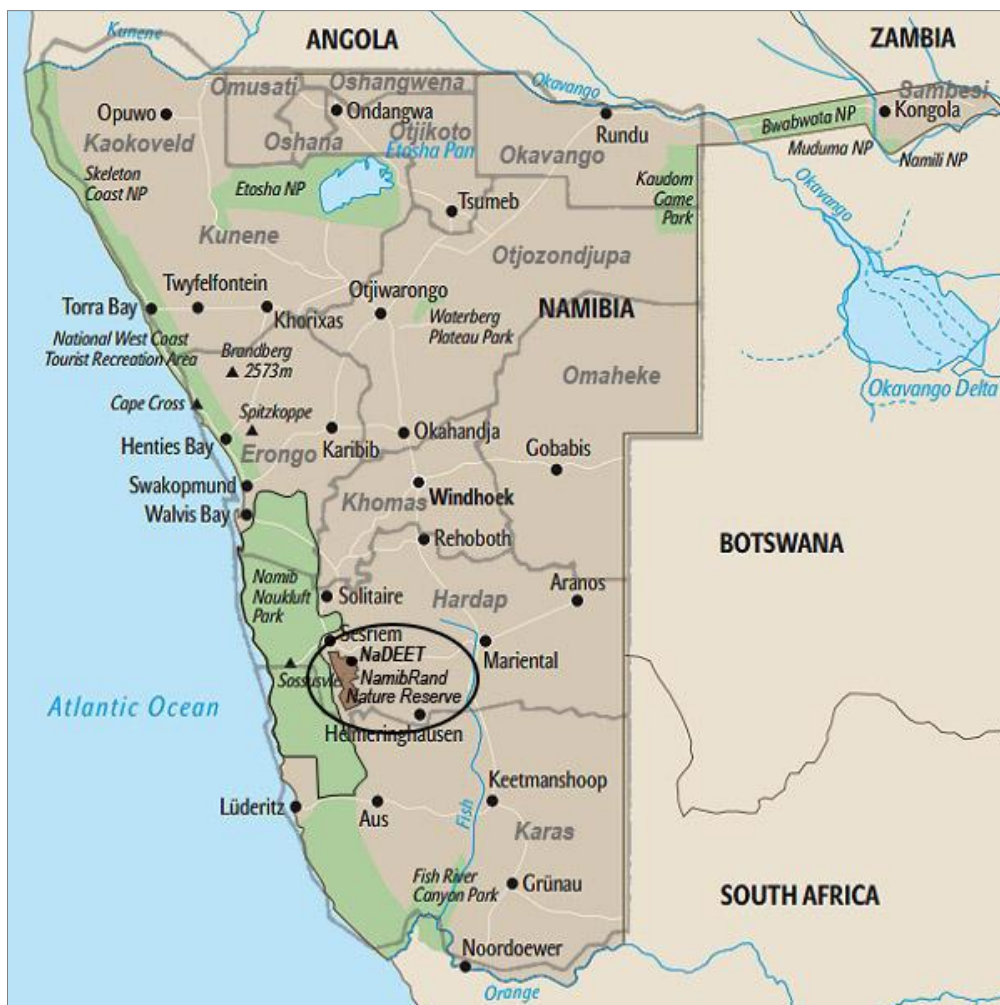 Kunene
ANGOLA
ZAMBIA
Omusati
Oshangwena
Okavango
Sambesi
Opuwo
Ondangwa
Rundu
Bwabwata NP
Kongola
Kaokoveld
Oshana
Otjikoto
Etosha Pan
Okavango
Muduma NP
Namili NP
Skeleton
Coast NP
Etosha NP
Tsumeb
Kaudom
Game
Park
Okavango
Kunene
Otjozondjupa
Twyfelfontein
Otjiwarongo
Torra Bay
Khorixas
Waterberg
Plateau Park
NAMIBIA
National West Coast
Tourist Recreation Area
Brandberg
2573m
Omaheke
Okavango Delta
Cape Cross
Spitzkoppe
Henties Bay
Erongo
Karibib
Okahandja
Gobabis
Swakopmund
Khomas
Windhoek
Walvis Bay
Rehoboth
BOTSWANA
Namib
Naukluft
Park
Solitaire
Hardap
Aranos
Sesriem
NaDEET
Mariental
Sossusvlei
NamibRand
Nature Reserve
Atlantic Ocean
Helmeringhausen
Lüderitz
Aus
Fish
Keetmanshoop
Karas
Fish River
Canyon Park
Grünau
SOUTH AFRICA
Noordoewer
Orange